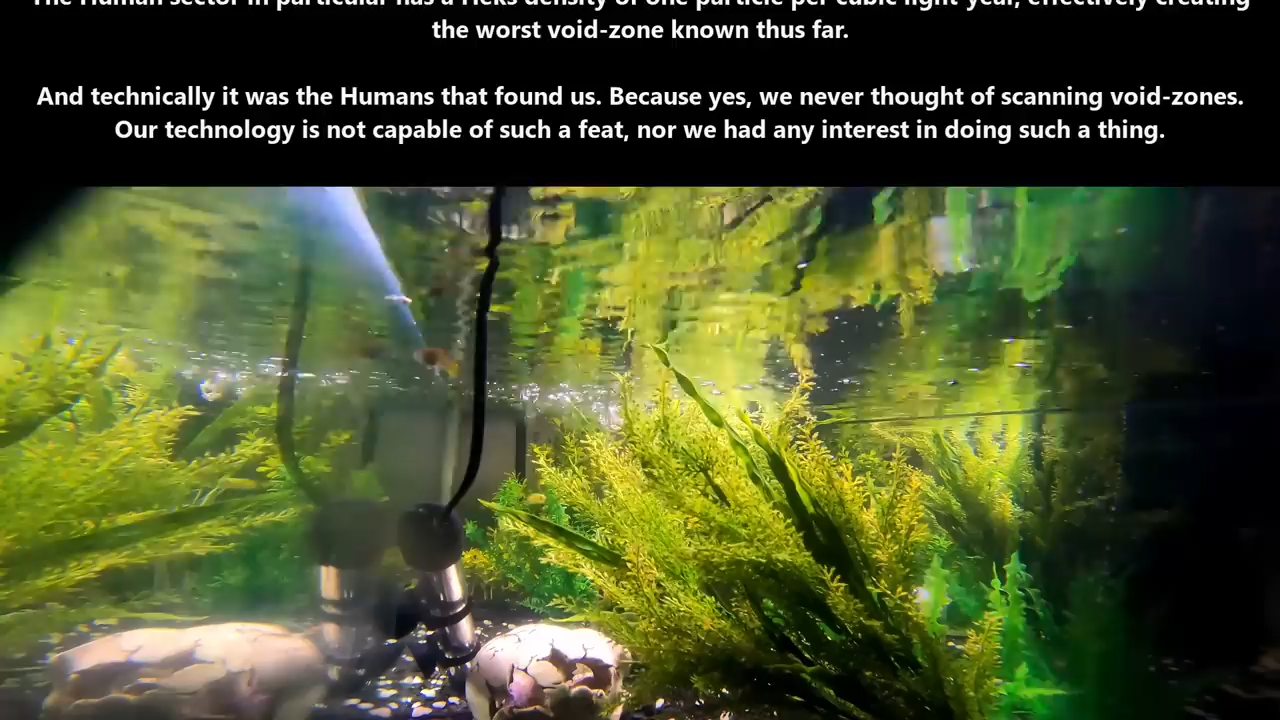 The Human sector in particular has a Heks density of one particle per cubic light-year, effectively creating
the worst void-zone known thus far.
And technically it was the Humans that found us. Because yes, we never thought of scanning void-zones.
Our technology is not capable of such a feat, nor we had any interest in doing such a thing.